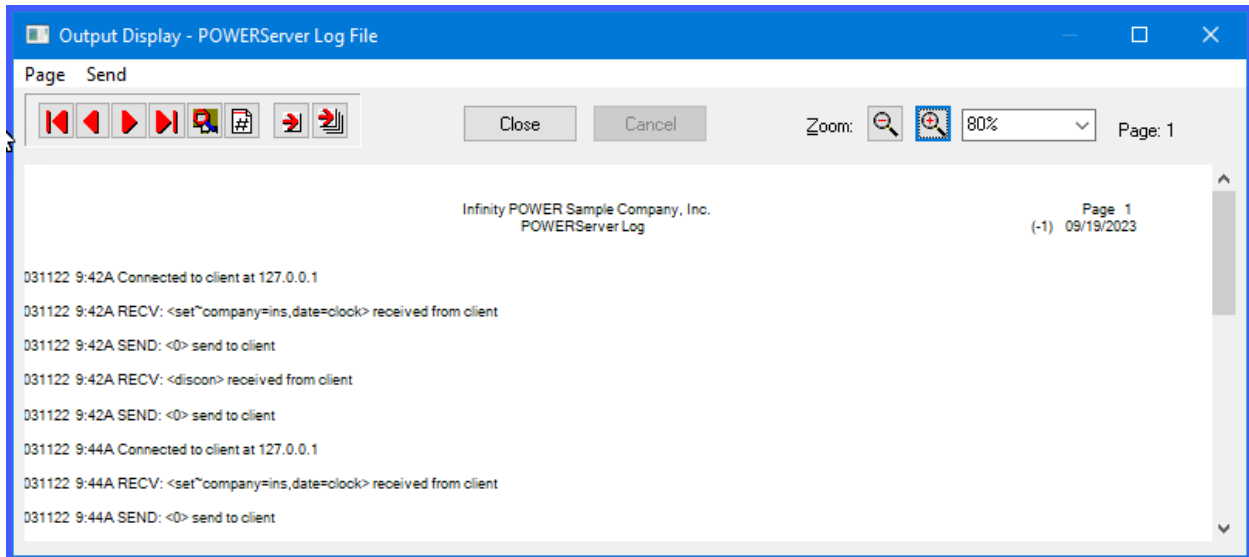 Output Display - POWERServer Log File
Page Send
Close Cancel Zoom: 80% Page: 1
Infinity POWER Sample Company, Inc. Page 1
POWERServer Log (-1) 09/19/2023
031122 9:42A Connected to client at 127.0.0.1
031122 9:42A RECV: <set~company=ins,date=clock> received from client
031122 9:42A SEND: <0> send to client
031122 9:42A RECV: <discon> received from client
031122 9:42A SEND: <0> send to client
031122 9:44A Connected to client at 127.0.0.1
031122 9:44A RECV: <set~company=ins,date=clock> received from client
031122 9:44A SEND: <0> send to client